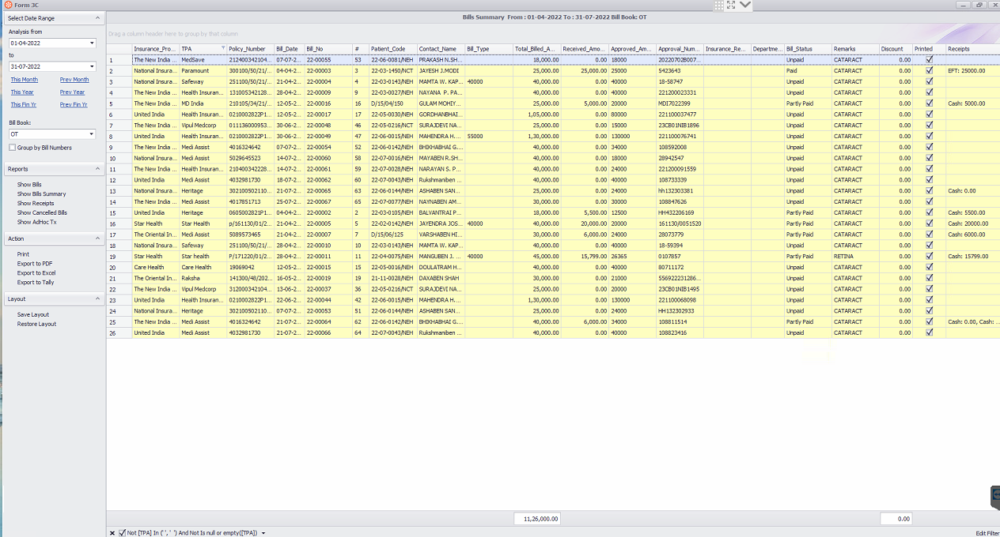 Form 3C
Select Date Range
Analysis from
01-04-2022
to
31-07-2022
This Month Prev Month
This Year Prev Year
This Fin Yr Prev Fin Yr
Bill Book:
OT
Group by Bill Numbers
Reports
Show Bills
Show Bills Summary
Show Receipts
Show Cancelled Bills
Show AdHoc Tx
Action
Print
Export to PDF
Export to Excel
Export to Tally
Layout
Save Layout
Restore Layout
Bills Summary From : 01-04-2022 To : 31-07-2022 Bill Book: OT
Drag a column header here to group by that column
Insurance_Pro... TPA Policy_Number Bill_Date Bill_No # Patient_Code Contact_Name Bill_Type Total_Billed_A... Received_Amo... Approved_Am... Approval_Num... Insurance_Re... Departme... Bill_Status Remarks Discount Printed Receipts
1 The New India ... MedSave 212400342104... 07-07-2... 22-00055 53 22-06-0081/NEH PRAKASH N.SH... 18,000.00 0.00 18000 20220702B007... Unpaid CATARACT 0.00
2 National Insura... Paramount 300100/50/21/... 04-04-2... 22-00003 3 22-03-1450/NCT JAYESH J.MODI 25,000.00 25,000.00 25000 5423643 Paid CATARACT 0.00 EFT: 25000.00
3 National Insura... Safeway 251100/50/21/... 21-04-2... 22-00004 4 22-03-0143/NEH MAMTA W. KAP... 40000 40,000.00 0.00 40000 18-58747 Unpaid CATARACT 0.00
4 The New India ... Health Insuran... 131005342128... 28-04-2... 22-00009 9 22-03-0027/NEH NAYANA P. PA... 40,000.00 0.00 40000 221200023331 Unpaid CATARACT 0.00
5 The New India ... MD India 210105/34/21/... 12-05-2... 22-00016 16 D/15/04/150 GULAM MOHIY... 25,000.00 5,000.00 20000 MDI7022399 Partly Paid CATARACT 0.00 Cash: 5000.00
6 United India Health Insuran... 0210002822P1... 12-05-2... 22-00017 17 22-05-0030/NEH GORDHANBHAI... 1,05,000.00 0.00 80000 221100037477 Unpaid CATARACT 0.00
7 The New India ... Vipul Medcorp 011136000953... 30-06-2... 22-00048 46 22-05-0216/NCT SURAJDEVI NA... 25,000.00 0.00 15000 23CB01NIB1896 Unpaid CATARACT 0.00
8 United India Health Insuran... 0210002822P1... 30-06-2... 22-00049 47 22-06-0015/NEH MAHENDRA H.... 55000 1,30,000.00 0.00 130000 221100076741 Unpaid CATARACT 0.00
9 The New India ... Medi Assist 4016324642 07-07-2... 22-00054 52 22-06-0142/NEH BHIKHABHAI G.... 40,000.00 0.00 34000 108592008 Unpaid CATARACT 0.00
10 National Insura... Medi Assist 5029645523 14-07-2... 22-00060 58 22-07-0016/NEH MAYABEN R.SH... 40,000.00 0.00 18000 28942547 Unpaid CATARACT 0.00
11 The New India ... Health Insuran... 210400342228... 14-07-2... 22-00061 59 22-07-0028/NEH NARAYAN S. P... 40,000.00 0.00 24000 221200091559 Unpaid CATARACT 0.00
12 United India Medi Assist 4032981730 18-07-2... 22-00062 60 22-07-0043/NEH Rukshmaniben ... 40,000.00 0.00 40000 108733339 Unpaid CATARACT 0.00
13 National Insura... Heritage 302100502110... 21-07-2... 22-00065 63 22-06-0144/NEH ASHABEN SAN... 25,000.00 0.00 24000 hh132303381 Unpaid CATARACT 0.00 Cash: 0.00
14 The New India ... Medi Assist 4017851713 25-07-2... 22-00067 65 22-07-0077/NEH NAYNABEN AM... 30,000.00 0.00 30000 108847626 Unpaid CATARACT 0.00
15 United India Heritage 0605002821P1... 04-04-2... 22-00002 2 22-03-0105/NEH BALVANTRAI P... 18,000.00 5,500.00 12500 HH432206169 Partly Paid CATARACT 0.00 Cash: 5500.00
16 Star Health Star Health p/161130/01/2... 21-04-2... 22-00005 5 22-02-0142/NEH JAYENDRA JOS... 40000 40,000.00 20,000.00 20000 161130/0051520 Partly Paid CATARACT 0.00 Cash: 20000.00
17 The Oriental In... Medi Assist 5089573465 21-04-2... 22-00007 7 D/15/06/125 VARSHABEN HI... 30,000.00 6,000.00 24000 28073779 Partly Paid CATARACT 0.00 Cash: 6000.00
18 National Insura... Safeway 251100/50/21/... 28-04-2... 22-00010 10 22-03-0143/NEH MAMTA W. KAP... 40,000.00 0.00 40000 18-59394 Unpaid CATARACT 0.00
19 Star Health Star health P/171220/01/2... 28-04-2... 22-00011 11 22-04-0075/NEH MANGUBEN J. ... 40000 45,000.00 15,799.00 26365 0107857 Partly Paid RETINA 0.00 Cash: 15799.00
20 Care Health Care Health 19069042 12-05-2... 22-00015 15 22-05-0016/NEH DOULATRAM H... 40,000.00 0.00 40000 80711172 Unpaid CATARACT 0.00
21 The Oriental In... Raksha 141300/48/202... 16-05-2... 22-00019 19 21-11-0028/NEH DAXABEN SHAH 30,000.00 0.00 21000 556922231286... Unpaid CATARACT 0.00
22 The New India ... Vipul Medcorp 312000342104... 13-06-2... 22-00037 36 22-05-0216/NCT SURAJDEVI NA... 25,000.00 0.00 20000 23CB01NIB1495 Unpaid CATARACT 0.00
23 United India Health Insuran... 0210002822P1... 22-06-2... 22-00044 42 22-06-0015/NEH MAHENDRA H.... 1,30,000.00 0.00 130000 221100068098 Unpaid CATARACT 0.00
24 National Insura... Heritage 302100502110... 07-07-2... 22-00053 51 22-06-0144/NEH ASHABEN SAN... 25,000.00 0.00 24000 HH132302933 Unpaid CATARACT 0.00
25 The New India ... Medi Assist 4016324642 21-07-2... 22-00064 62 22-06-0142/NEH BHIKHABHAI G.... 40,000.00 6,000.00 34000 108811514 Partly Paid CATARACT 0.00 Cash: 0.00, Cash: ...
26 United India Medi Assist 4032981730 21-07-2... 22-00066 64 22-07-0043/NEH Rukshmaniben ... 40,000.00 0.00 40000 108823416 Unpaid CATARACT 0.00
11,26,000.00 0.00
Not [TPA] In (' ', ' ') And Not Is null or empty([TPA])
Edit Filter